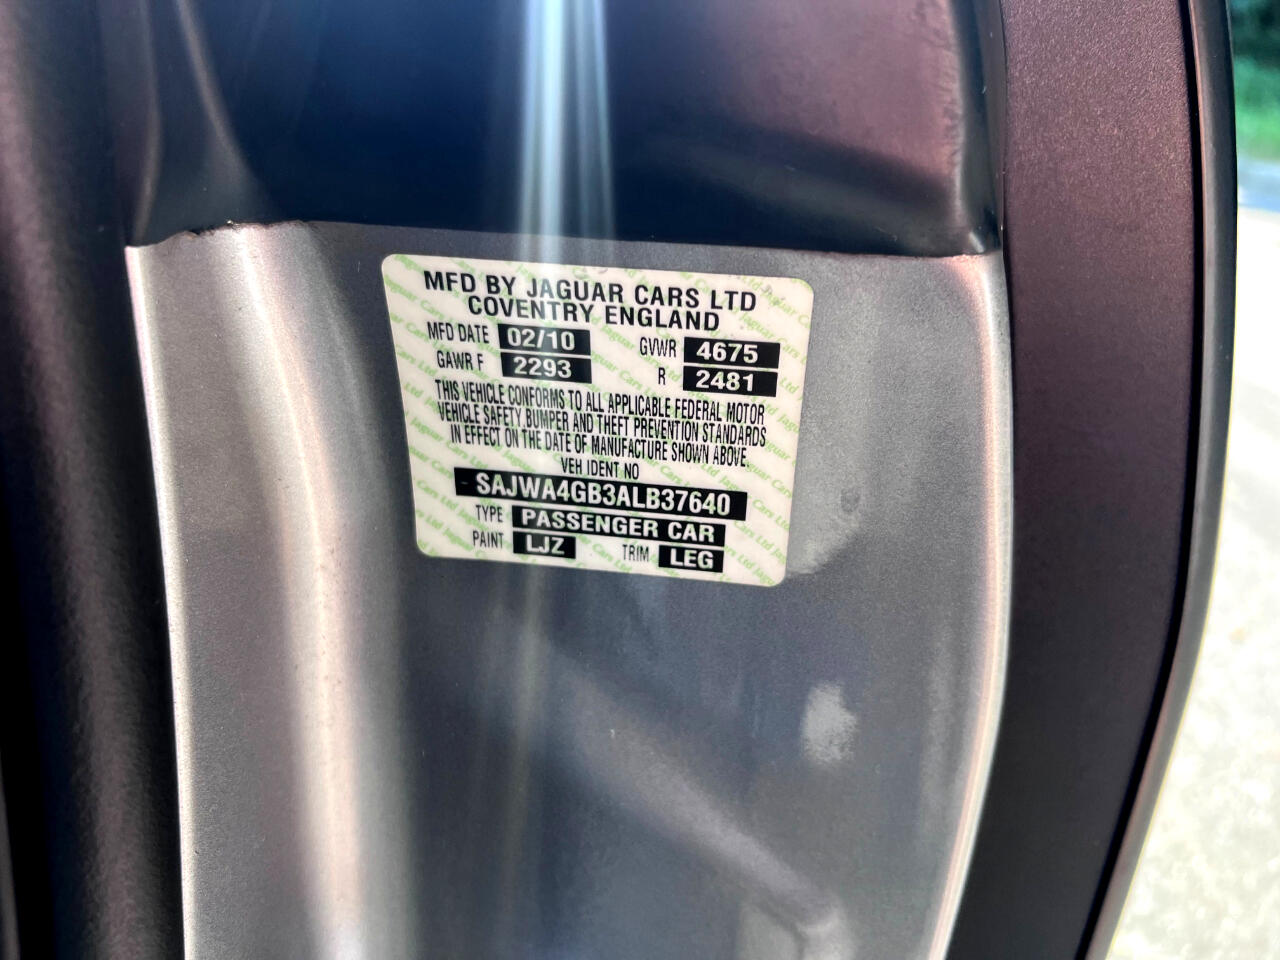 MFD BY JAGUAR CARS LTD
COVENTRY ENGLAND
MFD DATE 02/10 GVWR 4675
GAWR F 2293 R 2481
THIS VEHICLE CONFORMS TO ALL APPLICABLE FEDERAL MOTOR
VEHICLE SAFETY, BUMPER AND THEFT PREVENTION STANDARDS
IN EFFECT ON THE DATE OF MANUFACTURE SHOWN ABOVE.
VEH IDENT NO
SAJWA4GB3ALB37640
TYPE PASSENGER CAR
PAINT LJZ TRIM LEG